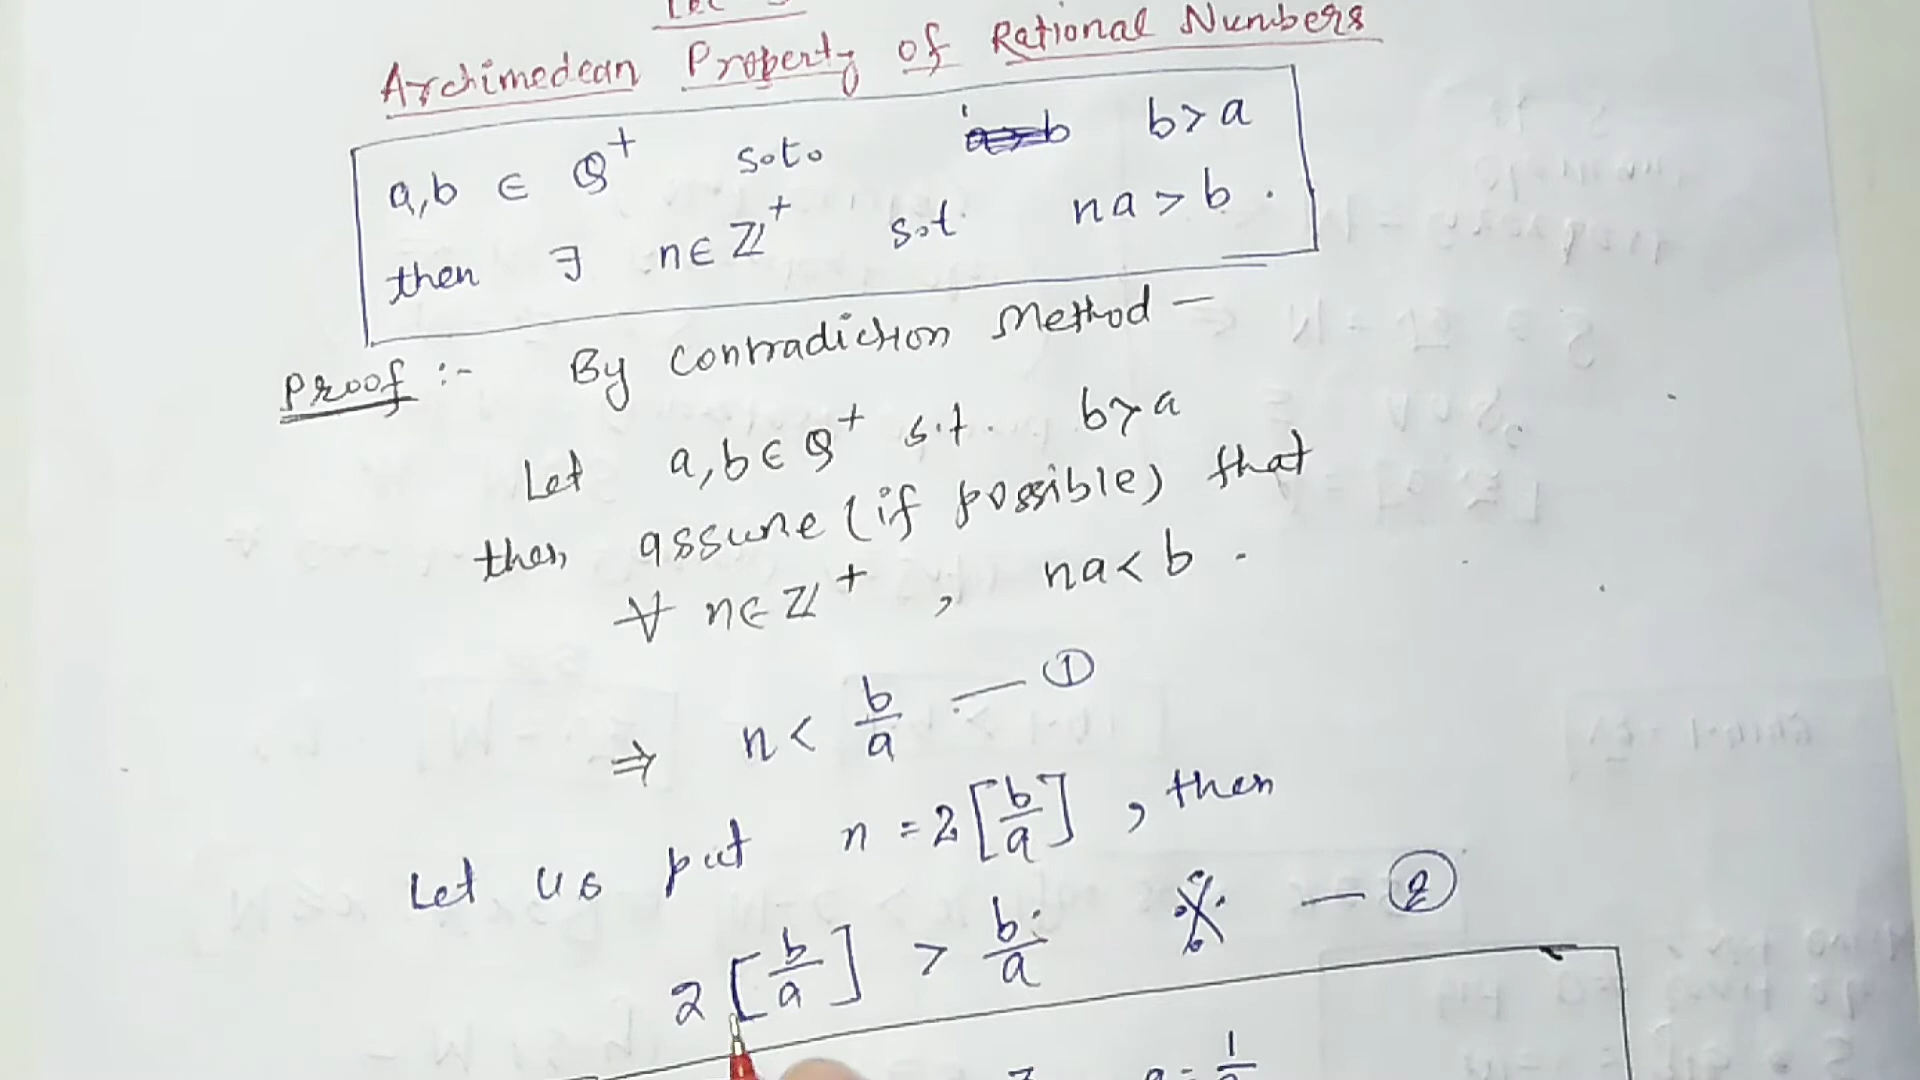 Archimedean Property of Rational Numbers
a,b ∈ Q⁺ s.t. b > a
then ∃ n ∈ ℤ⁺ s.t. na > b .
Proof :- By contradiction Method –
Let a,b ∈ Q⁺ s.t. b > a
then assume (if possible) that
∀ n ∈ ℤ⁺ , na < b .
⇒ n < b/a — ①
Let us put n = 2[b/a] , then
2[b/a] > b/a — ②